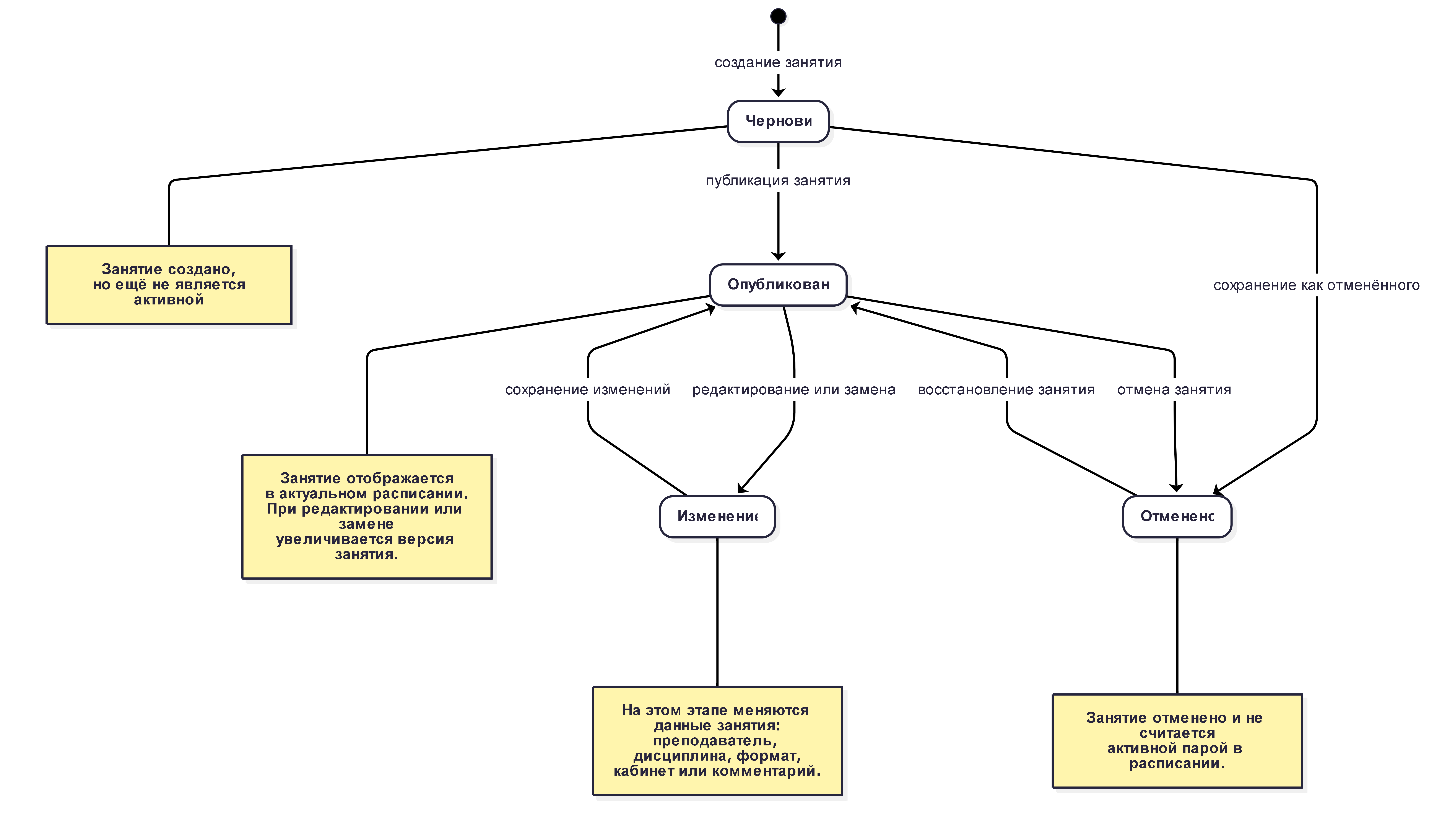 создание занятия
Чернови
публикация занятия
Занятие создано,
но ещё не является
активной
Опубликован
сохранение как отменённого
сохранение изменений
редактирование или замена
восстановление занятия
отмена занятия
Занятие отображается
в актуальном расписании.
При редактировании или
замене
увеличивается версия
занятия.
Изменение
Отменено
На этом этапе меняются
данные занятия:
преподаватель,
дисциплина, формат,
кабинет или комментарий.
Занятие отменено и не
считается
активной парой в
расписании.